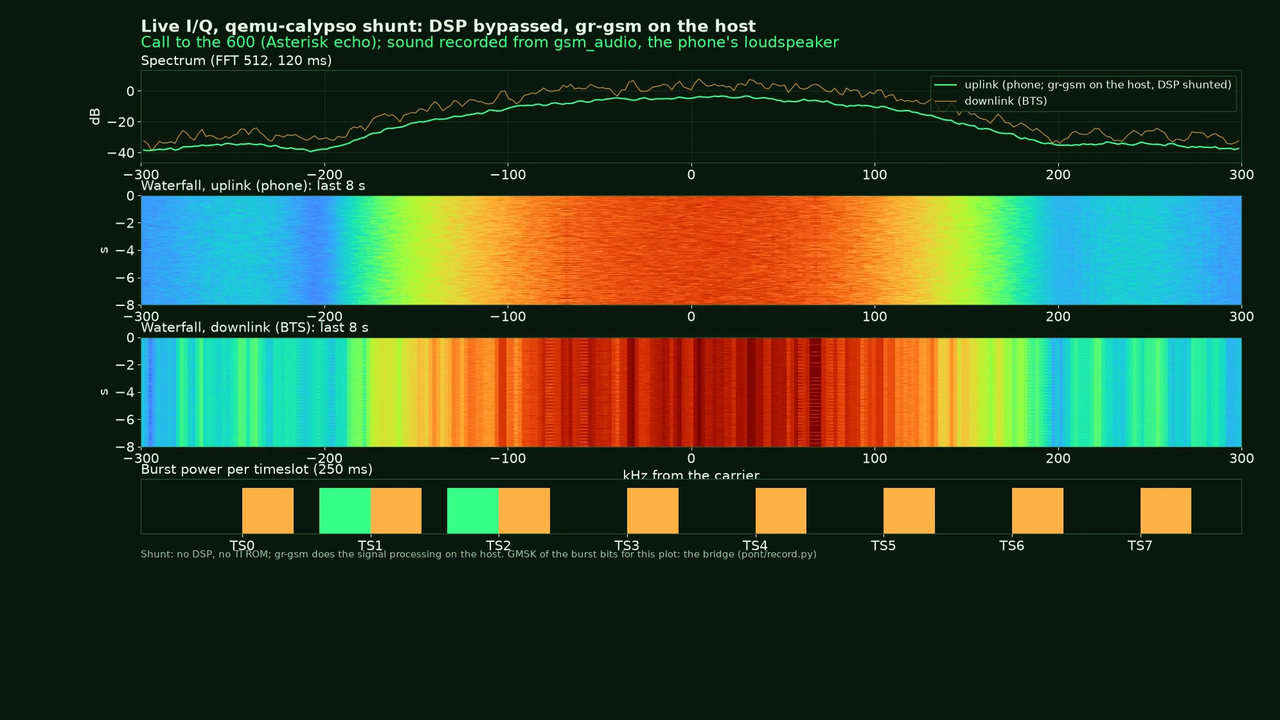 Live I/Q, qemu-calypso shunt: DSP bypassed, gr-gsm on the host
Call to the 600 (Asterisk echo); sound recorded from gsm_audio, the phone's loudspeaker
Spectrum (FFT 512, 120 ms)
uplink (phone; gr-gsm on the host, DSP shunted)
downlink (BTS)
dB
0
−20
−40
−300 −200 −100 0 100 200 300
Waterfall, uplink (phone): last 8 s
s
0
−2
−4
−6
−8
−300 −200 −100 0 100 200 300
Waterfall, downlink (BTS): last 8 s
s
0
−2
−4
−6
−8
−300 −200 −100 0 100 200 300
kHz from the carrier
Burst power per timeslot (250 ms)
TS0 TS1 TS2 TS3 TS4 TS5 TS6 TS7
Shunt: no DSP, no TI ROM; gr-gsm does the signal processing on the host. GMSK of the burst bits for this plot: the bridge (pont/record.py)